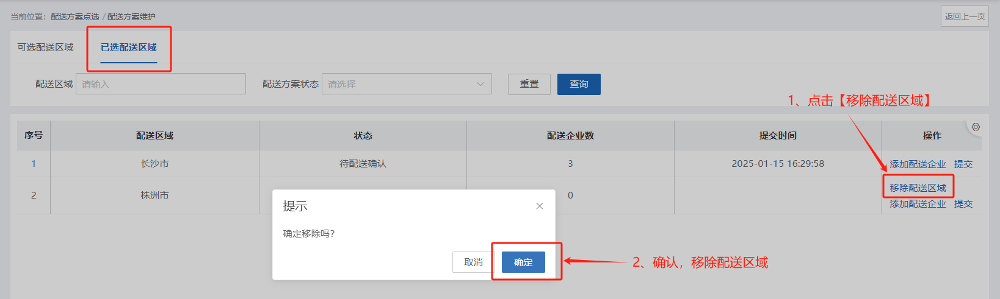 当前位置：配送方案点选 / 配送方案维护
返回上一页
可选配送区域 已选配送区域
配送区域 请输入 配送方案状态 请选择 重置 查询
1、点击【移除配送区域】
序号 配送区域 状态 配送企业数 提交时间 操作
1 长沙市 待配送确认 3 2025-01-15 16:29:58 添加配送企业 提交
2 株洲市 0 移除配送区域
添加配送企业 提交
提示
确定移除吗？
取消 确定
2、确认，移除配送区域